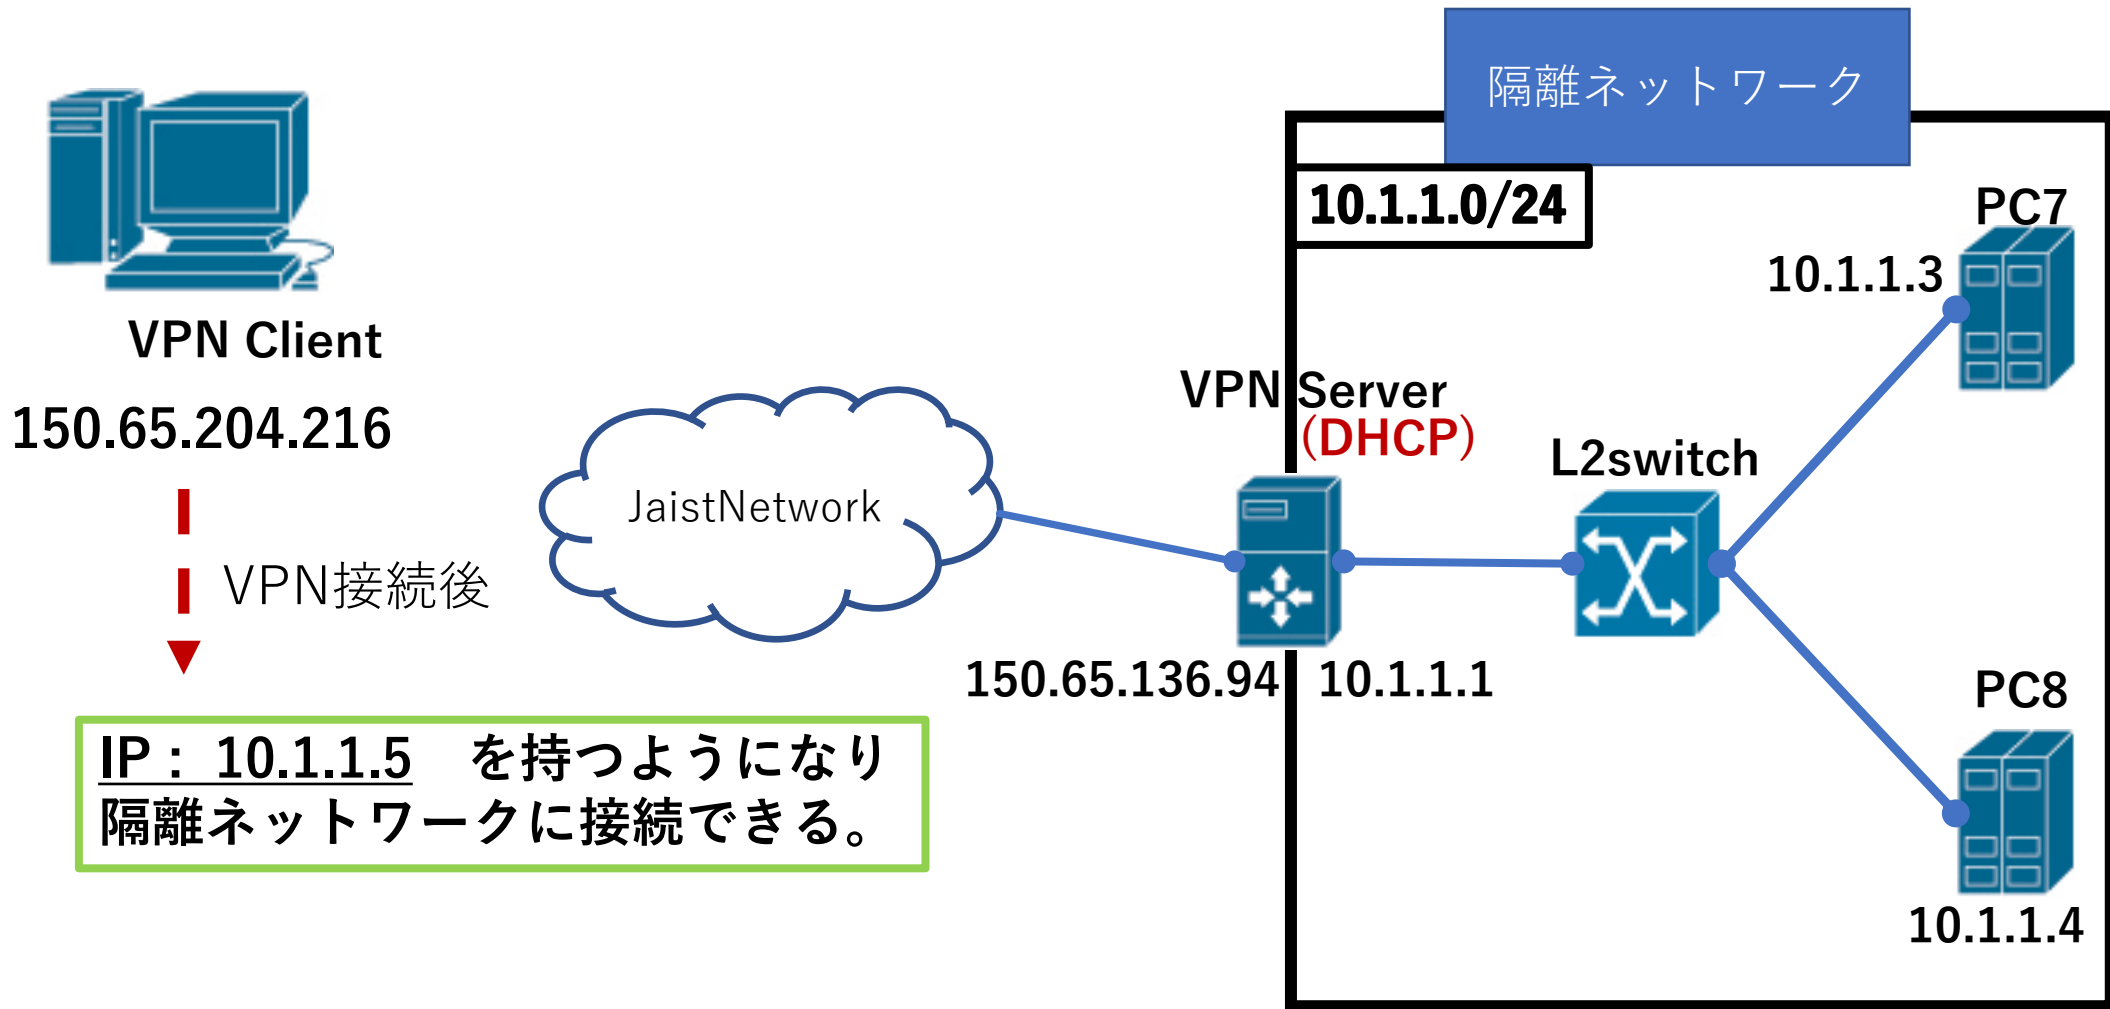 隔離ネットワーク
10.1.1.0/24
PC7
10.1.1.3
VPN Client
150.65.204.216
VPN Server
(DHCP)
L2switch
JaistNetwork
VPN接続後
150.65.136.94
10.1.1.1
PC8
10.1.1.4
IP： 10.1.1.5　を持つようになり
隔離ネットワークに接続できる。